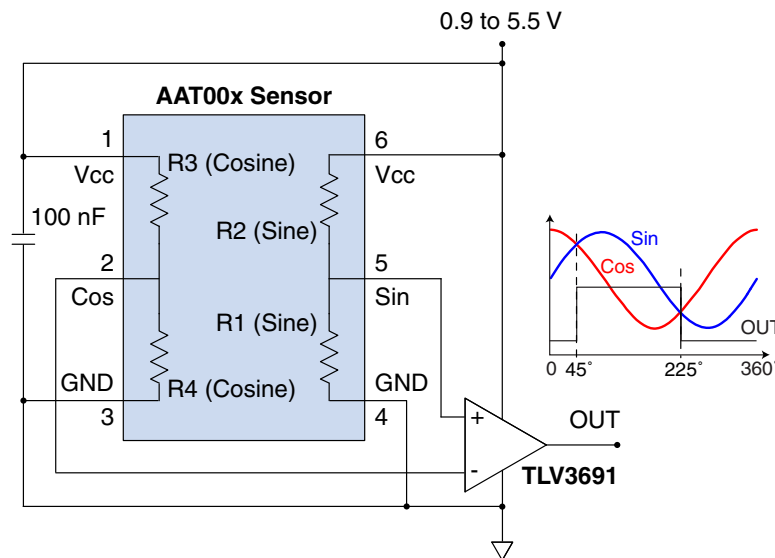 0.9 to 5.5 V
AAT00x Sensor
1
6
R3 (Cosine)
Vcc
Vcc
100 nF
R2 (Sine)
Sin
2
5
Cos
Cos
Sin
R1 (Sine)
OUT
GND
R4 (Cosine)
GND
0 45° 225° 360°
3
4
+
OUT
-
TLV3691